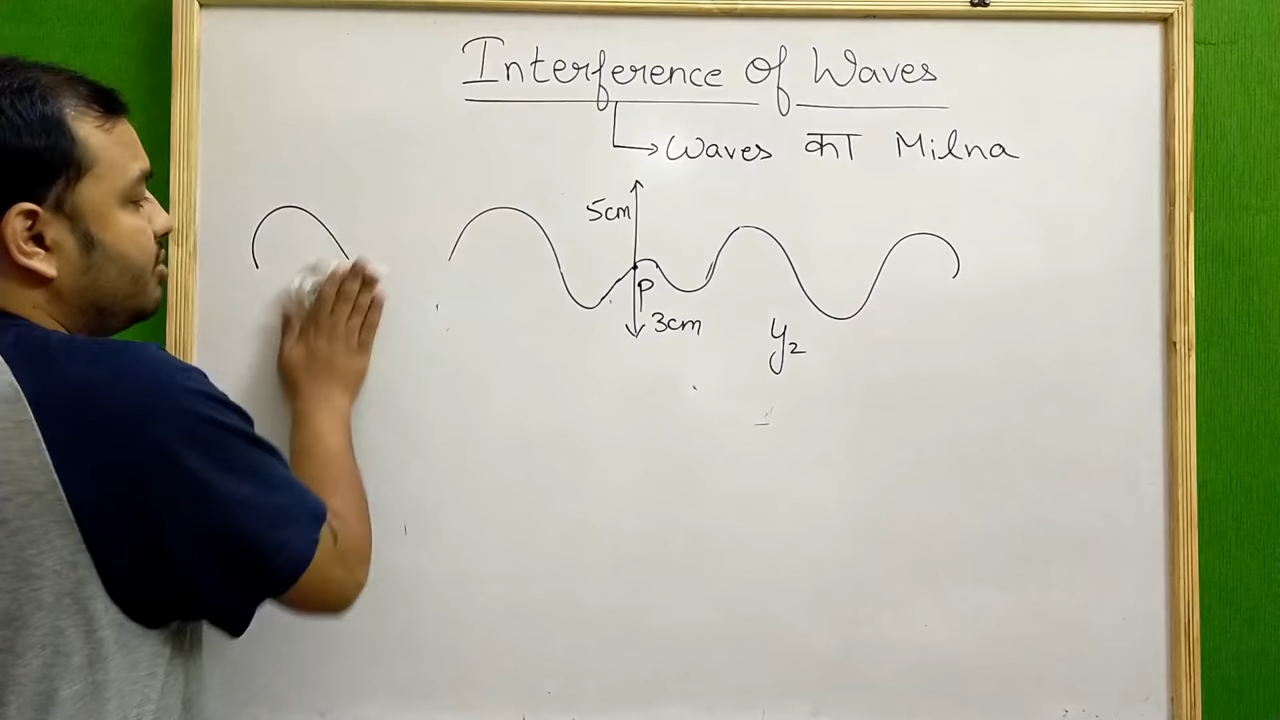 Interference of Waves
Waves का Milna
5cm
P
3cm
y₂